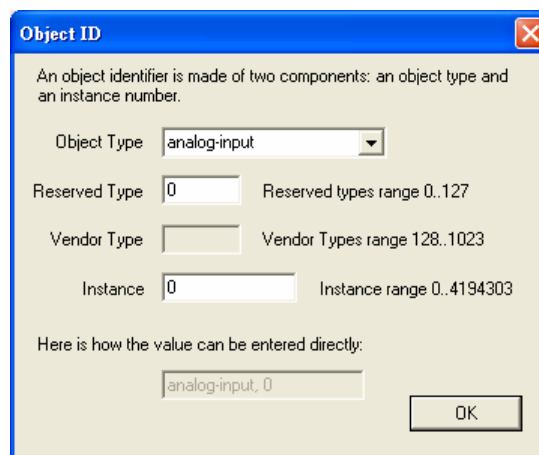 Object ID
An object identifier is made of two components: an object type and
an instance number.
Object Type analog-input
Reserved Type 0 Reserved types range 0..127
Vendor Type Vendor Types range 128..1023
Instance 0 Instance range 0..4194303
Here is how the value can be entered directly:
analog-input, 0
OK